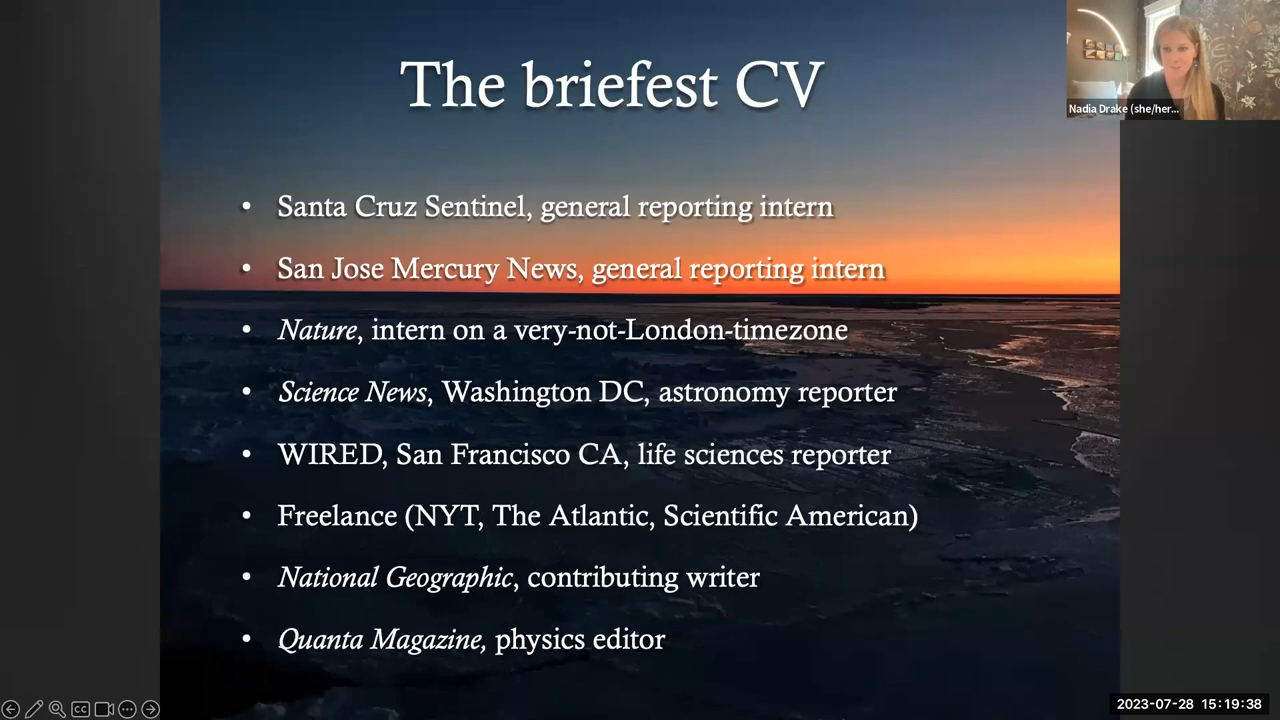 The briefest CV
Nadia Drake (she/her...
• Santa Cruz Sentinel, general reporting intern
• San Jose Mercury News, general reporting intern
• Nature, intern on a very-not-London-timezone
• Science News, Washington DC, astronomy reporter
• WIRED, San Francisco CA, life sciences reporter
• Freelance (NYT, The Atlantic, Scientific American)
• National Geographic, contributing writer
• Quanta Magazine, physics editor
CC
2023-07-28 15:19:38